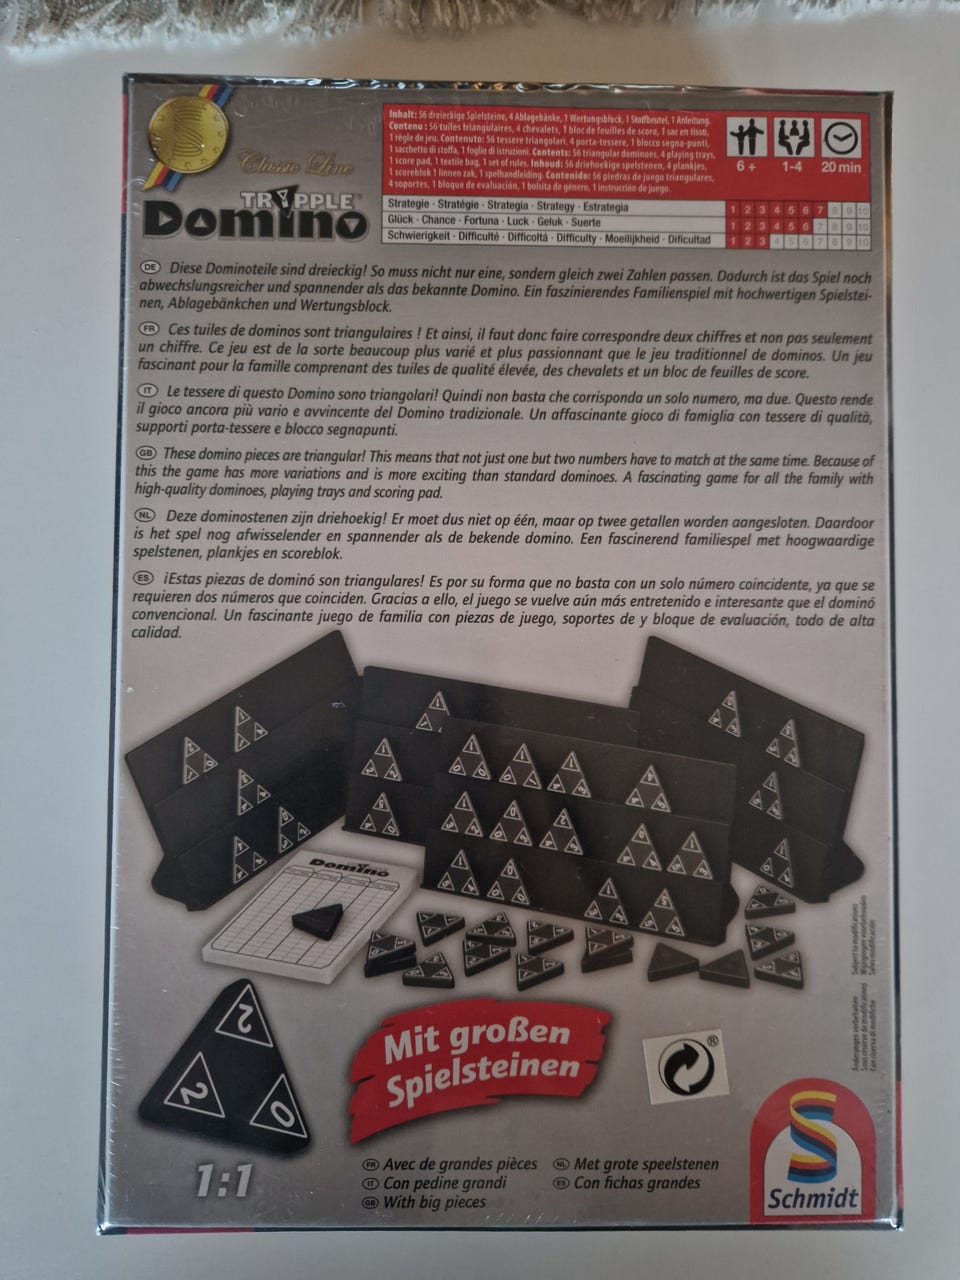 Classic Line
TRIPPLE®
Domino
Inhalt: 56 dreieckige Spielsteine, 4 Ablagebänke, 1 Wertungsblock, 1 Stoffbeutel, 1 Anleitung.
Contenu: 56 tuiles triangulaires, 4 chevalets, 1 bloc de feuilles de score, 1 sac en tissu,
1 règle de jeu. Contenuto: 56 tessere triangolari, 4 porta-tessere, 1 blocco segna-punti,
1 sacchetto di stoffa, 1 foglio di istruzioni. Contents: 56 triangular dominoes, 4 playing trays,
1 score pad, 1 textile bag, 1 set of rules. Inhoud: 56 driehoekige spelstenen, 4 plankjes,
1 scoreblok 1 linnen zak, 1 spelhandleiding. Contenido: 56 piedras de juego triangulares,
4 soportes, 1 bloque de evaluación, 1 bolsita de género, 1 instrucción de juego.
6 + 1-4 20 min
Strategie · Stratégie · Strategia · Strategy · Estrategia 1 2 3 4 5 6 7 8 9 10
Glück · Chance · Fortuna · Luck · Geluk · Suerte 1 2 3 4 5 6 7 8 9 10
Schwierigkeit · Difficulté · Difficoltá · Difficulty · Moeilijkheid · Dificultad 1 2 3 4 5 6 7 8 9 10
DE Diese Dominoteile sind dreieckig! So muss nicht nur eine, sondern gleich zwei Zahlen passen. Dadurch ist das Spiel noch
abwechslungsreicher und spannender als das bekannte Domino. Ein faszinierendes Familienspiel mit hochwertigen Spielstei-
nen, Ablagebänkchen und Wertungsblock.
FR Ces tuiles de dominos sont triangulaires ! Et ainsi, il faut donc faire correspondre deux chiffres et non pas seulement
un chiffre. Ce jeu est de la sorte beaucoup plus varié et plus passionnant que le jeu traditionnel de dominos. Un jeu
fascinant pour la famille comprenant des tuiles de qualité élevée, des chevalets et un bloc de feuilles de score.
IT Le tessere di questo Domino sono triangolari! Quindi non basta che corrisponda un solo numero, ma due. Questo rende
il gioco ancora più vario e avvincente del Domino tradizionale. Un affascinante gioco di famiglia con tessere di qualità,
supporti porta-tessere e blocco segnapunti.
GB These domino pieces are triangular! This means that not just one but two numbers have to match at the same time. Because of
this the game has more variations and is more exciting than standard dominoes. A fascinating game for all the family with
high-quality dominoes, playing trays and scoring pad.
NL Deze dominostenen zijn driehoekig! Er moet dus niet op één, maar op twee getallen worden aangesloten. Daardoor
is het spel nog afwisselender en spannender als de bekende domino. Een fascinerend familiespel met hoogwaardige
spelstenen, plankjes en scoreblok.
ES ¡Estas piezas de dominó son triangulares! Es por su forma que no basta con un solo número coincidente, ya que se
requieren dos números que coinciden. Gracias a ello, el juego se vuelve aún más entretenido e interesante que el dominó
convencional. Un fascinante juego de familia con piezas de juego, soportes de y bloque de evaluación, todo de alta
calidad.
Domino
2
2 0
1:1
Mit großen
Spielsteinen
®
FR Avec de grandes pièces
IT Con pedine grandi
GB With big pieces
NL Met grote speelstenen
ES Con fichas grandes
Änderungen vorbehalten
Sous réserve de modifications
Con riserva di modifiche
Subject to modifications
Wijzigingen voorbehouden
Salvo modificación
Schmidt